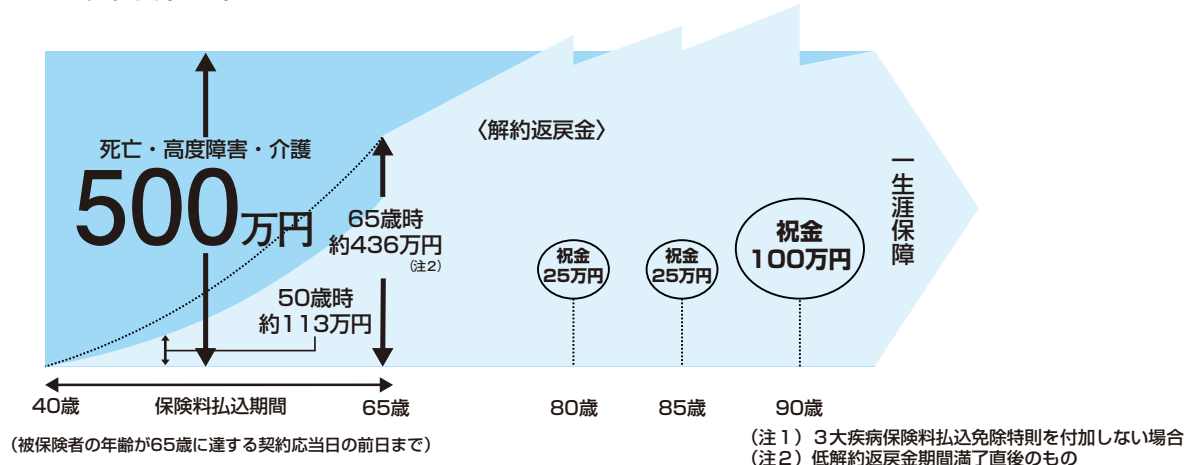 死亡・高度障害・介護
500万円
〈解約返戻金〉
65歳時
約436万円
(注2)
50歳時
約113万円
祝金
25万円
祝金
25万円
祝金
100万円
一生涯保障
40歳
保険料払込期間
65歳
80歳
85歳
90歳
(被保険者の年齢が65歳に達する契約応当日の前日まで)
(注1)3大疾病保険料払込免除特則を付加しない場合
(注2)低解約返戻金期間満了直後のもの